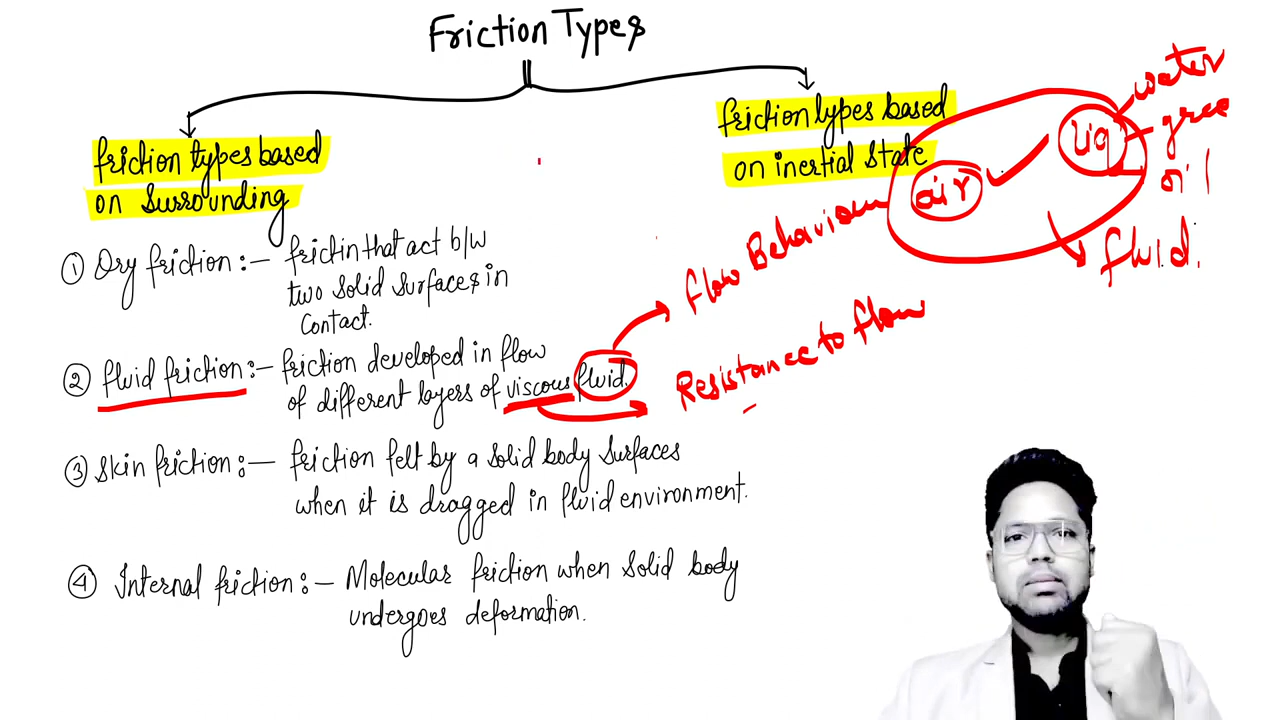 Friction Types
friction types based
on surrounding
friction types based
on inertial state
① Dry friction :- frictin that act b/w
two solid surfaces in
contact.
② fluid friction :- friction developed in flow
of different layers of viscous fluid.
③ Skin friction :- friction felt by a solid body surfaces
when it is dragged in fluid environment.
④ Internal friction :- Molecular friction when solid body
undergoes deformation.
flow Behaviour
Resistance to flow
air
Liq
water
oil
fluid.